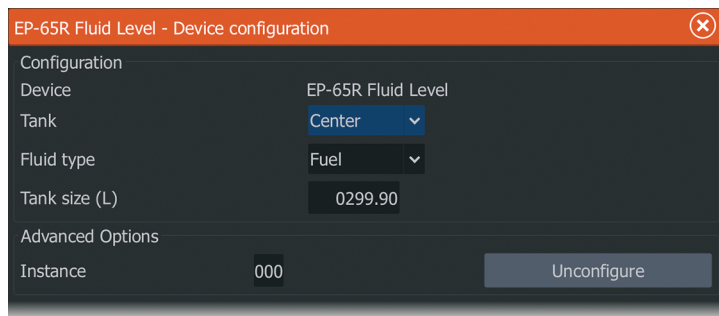 EP-65R Fluid Level - Device configuration
Configuration
Device EP-65R Fluid Level
Tank Center
Fluid type Fuel
Tank size (L) 0299.90
Advanced Options
Instance 000 Unconfigure